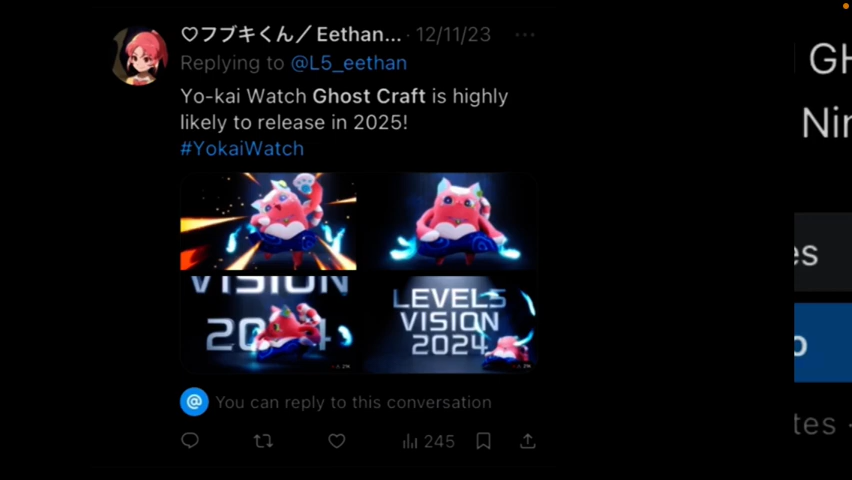 ♡フブキくん／Eethan... · 12/11/23 ...
Replying to @L5_eethan
Yo-kai Watch Ghost Craft is highly
likely to release in 2025!
#YokaiWatch
VISION
LEVEL5
VISION
2024
@ You can reply to this conversation
245
GH
Nin
es
tes ·